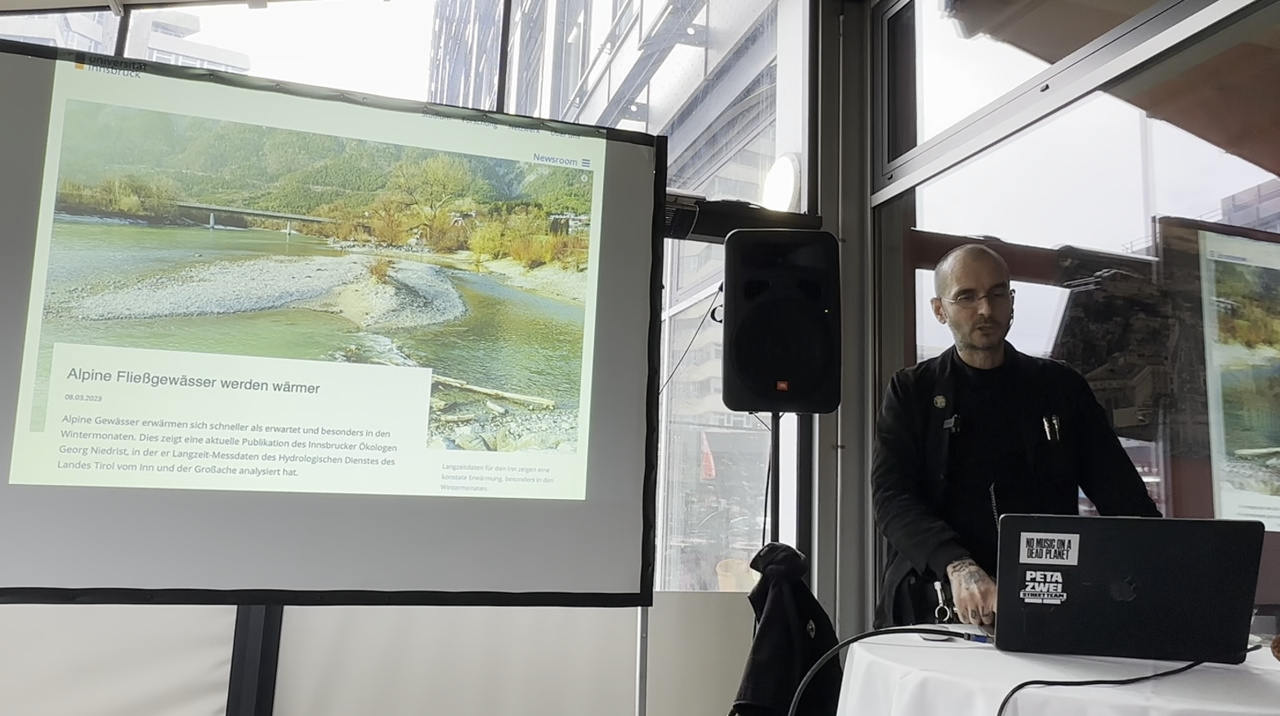 universität
innsbruck
Newsroom
Alpine Fließgewässer werden wärmer
08.03.2023
Alpine Gewässer erwärmen sich schneller als erwartet und besonders in den
Wintermonaten. Dies zeigt eine aktuelle Publikation des Innsbrucker Ökologen
Georg Niedrist, in der er Langzeit-Messdaten des Hydrologischen Dienstes des
Landes Tirol vom Inn und der Großache analysiert hat.
Langzeitdaten für den Inn zeigen eine
konstate Erwärmung, besonders in den
Wintermonaten.
JBL
NO MUSIC ON A
DEAD PLANET
PETA
ZWEI
STREETTEAM